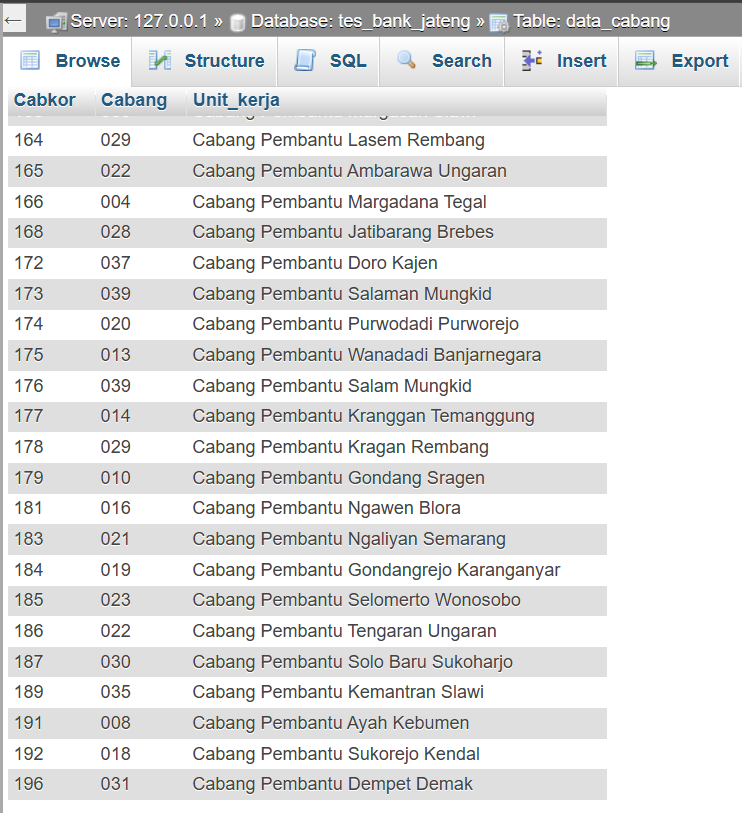 Server: 127.0.0.1 » Database: tes_bank_jateng » Table: data_cabang
Browse Structure SQL Search Insert Export
Cabkor Cabang Unit_kerja
164 029 Cabang Pembantu Lasem Rembang
165 022 Cabang Pembantu Ambarawa Ungaran
166 004 Cabang Pembantu Margadana Tegal
168 028 Cabang Pembantu Jatibarang Brebes
172 037 Cabang Pembantu Doro Kajen
173 039 Cabang Pembantu Salaman Mungkid
174 020 Cabang Pembantu Purwodadi Purworejo
175 013 Cabang Pembantu Wanadadi Banjarnegara
176 039 Cabang Pembantu Salam Mungkid
177 014 Cabang Pembantu Kranggan Temanggung
178 029 Cabang Pembantu Kragan Rembang
179 010 Cabang Pembantu Gondang Sragen
181 016 Cabang Pembantu Ngawen Blora
183 021 Cabang Pembantu Ngaliyan Semarang
184 019 Cabang Pembantu Gondangrejo Karanganyar
185 023 Cabang Pembantu Selomerto Wonosobo
186 022 Cabang Pembantu Tengaran Ungaran
187 030 Cabang Pembantu Solo Baru Sukoharjo
189 035 Cabang Pembantu Kemantran Slawi
191 008 Cabang Pembantu Ayah Kebumen
192 018 Cabang Pembantu Sukorejo Kendal
196 031 Cabang Pembantu Dempet Demak